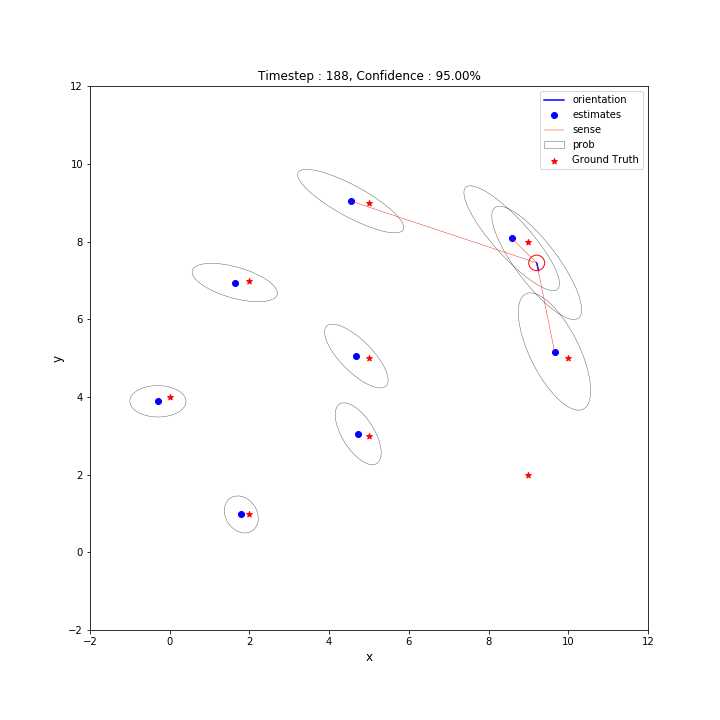 Timestep : 188, Confidence : 95.00%
orientation
estimates
sense
prob
Ground Truth
12
10
8
6
4
2
0
−2
y
−2 0 2 4 6 8 10 12
x